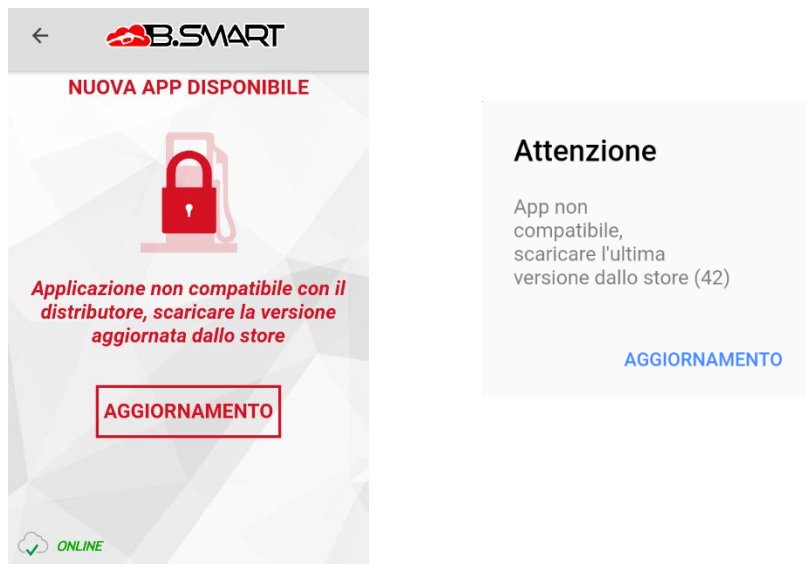 B.SMART
NUOVA APP DISPONIBILE
Applicazione non compatibile con il
distributore, scaricare la versione
aggiornata dallo store
AGGIORNAMENTO
ONLINE
Attenzione
App non
compatibile,
scaricare l'ultima
versione dallo store (42)
AGGIORNAMENTO